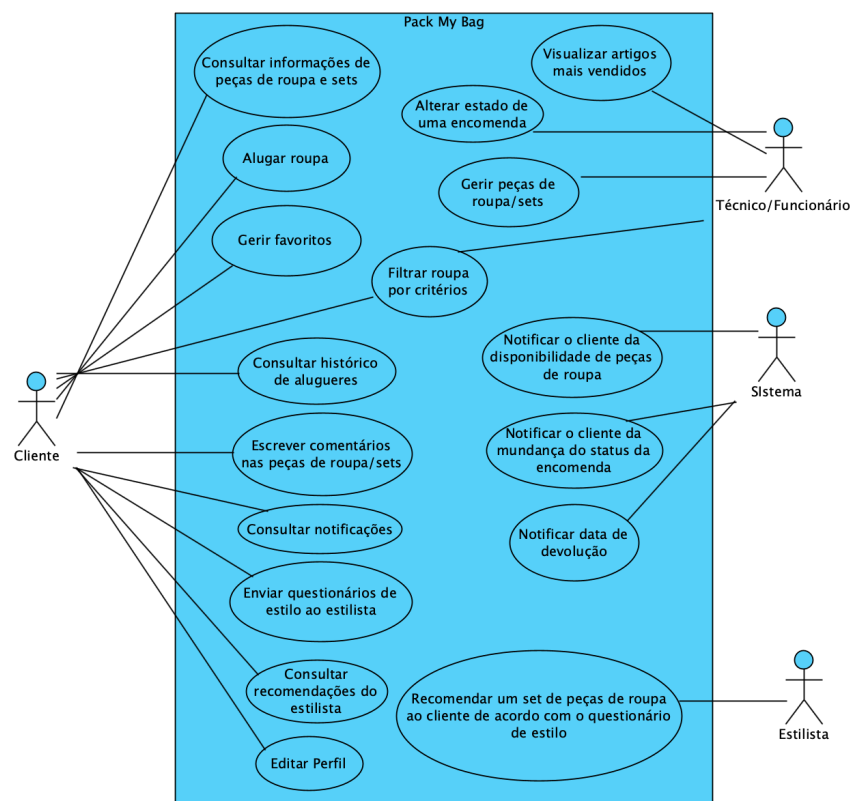 Pack My Bag
Consultar informações de
peças de roupa e sets
Visualizar artigos
mais vendidos
Alterar estado de
uma encomenda
Alugar roupa
Gerir peças de
roupa/sets
Técnico/Funcionário
Gerir favoritos
Filtrar roupa
por critérios
Notificar o cliente da
disponibilidade de peças
de roupa
SIstema
Consultar histórico
de alugueres
Cliente
Escrever comentários
nas peças de roupa/sets
Notificar o cliente da
mundança do status da
encomenda
Consultar notificações
Notificar data de
devolução
Enviar questionários de
estilo ao estilista
Consultar
recomendações do
estilista
Recomendar um set de peças de roupa
ao cliente de acordo com o questionário
de estilo
Estilista
Editar Perfil